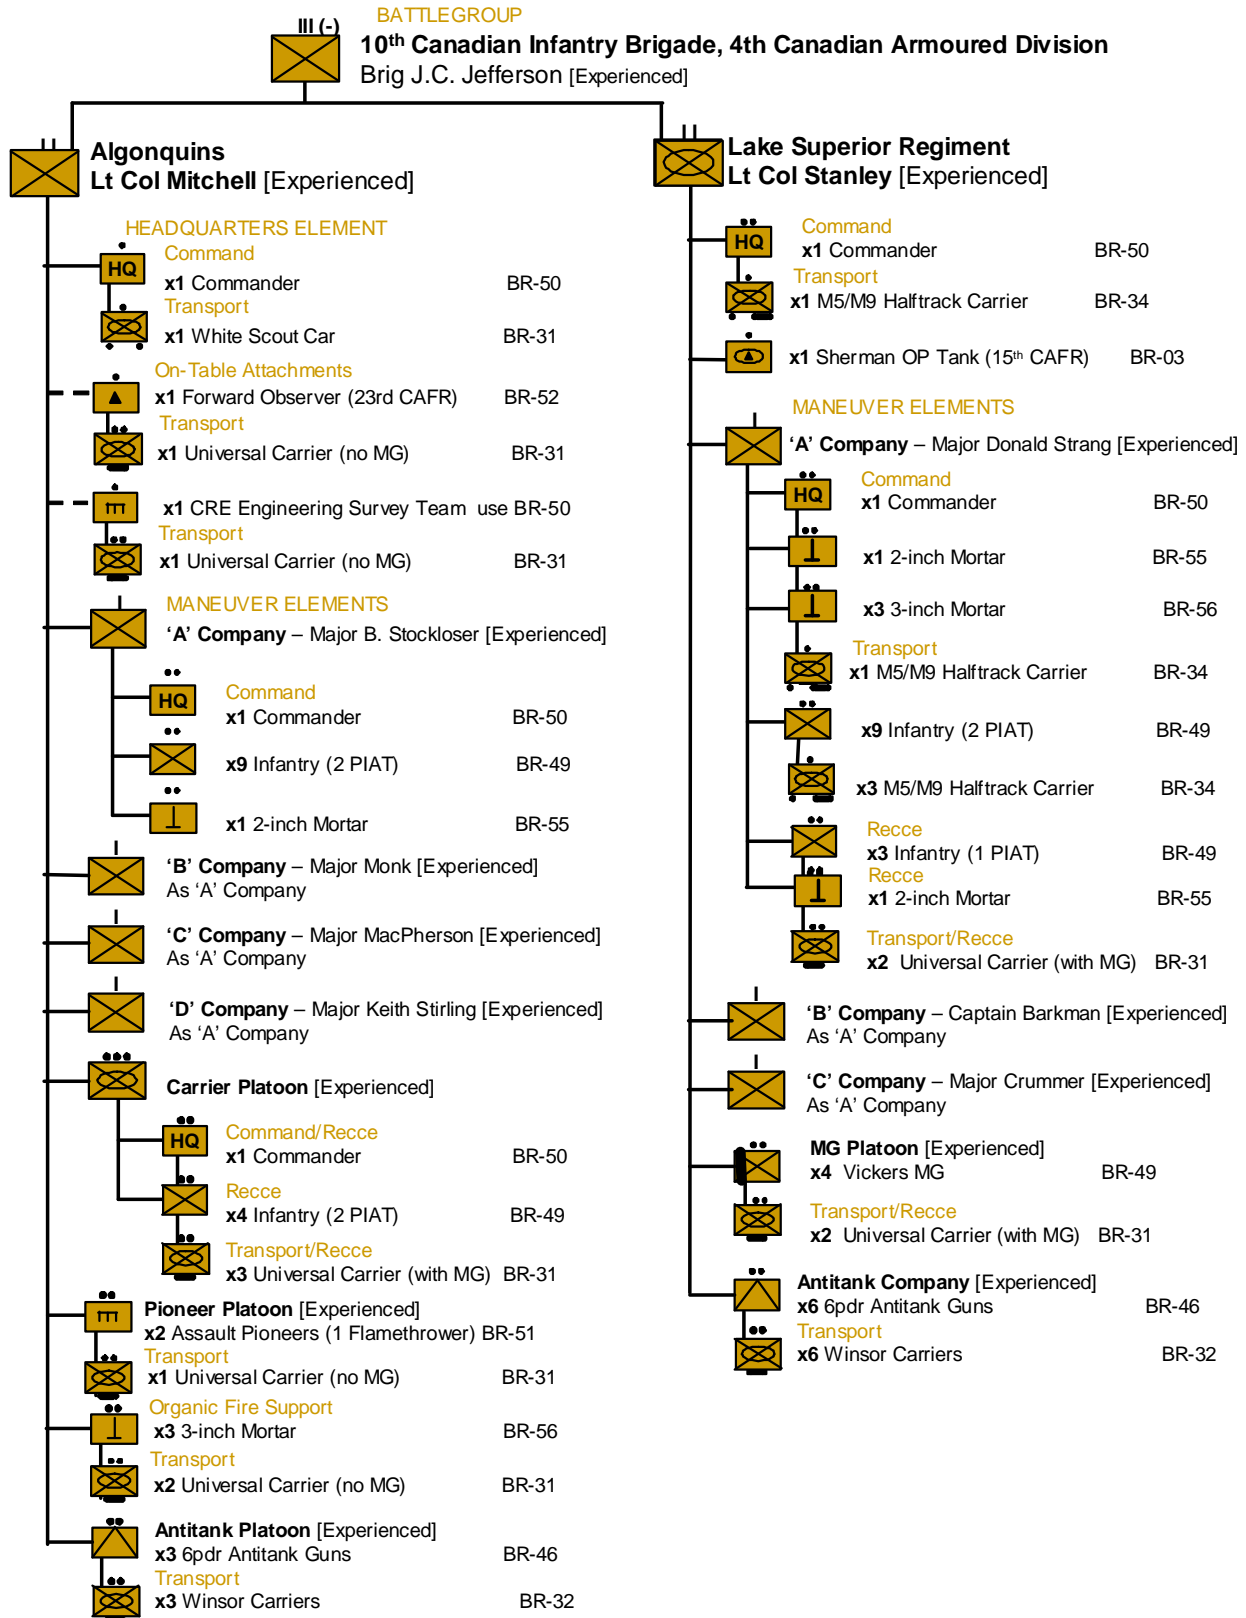 BATTLEGROUP
III (-)
10th Canadian Infantry Brigade, 4th Canadian Armoured Division
Brig J.C. Jefferson [Experienced]
Algonquins
Lt Col Mitchell [Experienced]
HEADQUARTERS ELEMENT
Command
HQ
x1 Commander BR-50
Transport
x1 White Scout Car BR-31
On-Table Attachments
x1 Forward Observer (23rd CAFR) BR-52
Transport
x1 Universal Carrier (no MG) BR-31
x1 CRE Engineering Survey Team use BR-50
Transport
x1 Universal Carrier (no MG) BR-31
MANEUVER ELEMENTS
‘A’ Company – Major B. Stockloser [Experienced]
Command
HQ
x1 Commander BR-50
x9 Infantry (2 PIAT) BR-49
x1 2-inch Mortar BR-55
‘B’ Company – Major Monk [Experienced]
As ‘A’ Company
‘C’ Company – Major MacPherson [Experienced]
As ‘A’ Company
‘D’ Company – Major Keith Stirling [Experienced]
As ‘A’ Company
Carrier Platoon [Experienced]
Command/Recce
HQ
x1 Commander BR-50
Recce
x4 Infantry (2 PIAT) BR-49
Transport/Recce
x3 Universal Carrier (with MG) BR-31
Pioneer Platoon [Experienced]
x2 Assault Pioneers (1 Flamethrower) BR-51
Transport
x1 Universal Carrier (no MG) BR-31
Organic Fire Support
x3 3-inch Mortar BR-56
Transport
x2 Universal Carrier (no MG) BR-31
Antitank Platoon [Experienced]
x3 6pdr Antitank Guns BR-46
Transport
x3 Winsor Carriers BR-32
Lake Superior Regiment
Lt Col Stanley [Experienced]
Command
HQ
x1 Commander BR-50
Transport
x1 M5/M9 Halftrack Carrier BR-34
x1 Sherman OP Tank (15th CAFR) BR-03
MANEUVER ELEMENTS
‘A’ Company – Major Donald Strang [Experienced]
Command
HQ
x1 Commander BR-50
x1 2-inch Mortar BR-55
x3 3-inch Mortar BR-56
Transport
x1 M5/M9 Halftrack Carrier BR-34
x9 Infantry (2 PIAT) BR-49
x3 M5/M9 Halftrack Carrier BR-34
Recce
x3 Infantry (1 PIAT) BR-49
Recce
x1 2-inch Mortar BR-55
Transport/Recce
x2 Universal Carrier (with MG) BR-31
‘B’ Company – Captain Barkman [Experienced]
As ‘A’ Company
‘C’ Company – Major Crummer [Experienced]
As ‘A’ Company
MG Platoon [Experienced]
x4 Vickers MG BR-49
Transport/Recce
x2 Universal Carrier (with MG) BR-31
Antitank Company [Experienced]
x6 6pdr Antitank Guns BR-46
Transport
x6 Winsor Carriers BR-32